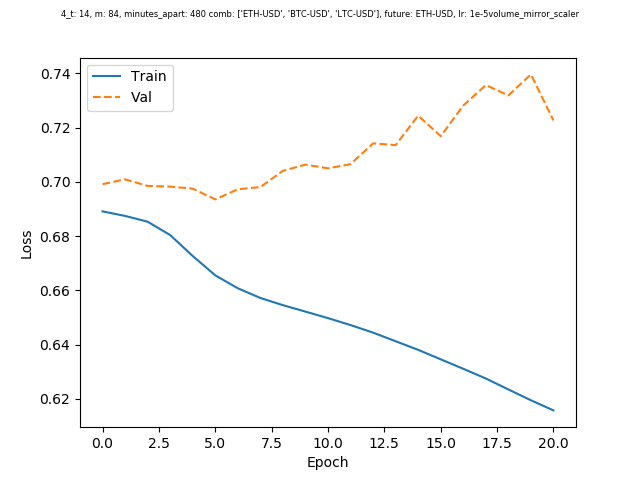 4_t: 14, m: 84, minutes_apart: 480 comb: ['ETH-USD', 'BTC-USD', 'LTC-USD'], future: ETH-USD, lr: 1e-5volume_mirror_scaler
Train
Val
Loss
0.74
0.72
0.70
0.68
0.66
0.64
0.62
0.0 2.5 5.0 7.5 10.0 12.5 15.0 17.5 20.0
Epoch